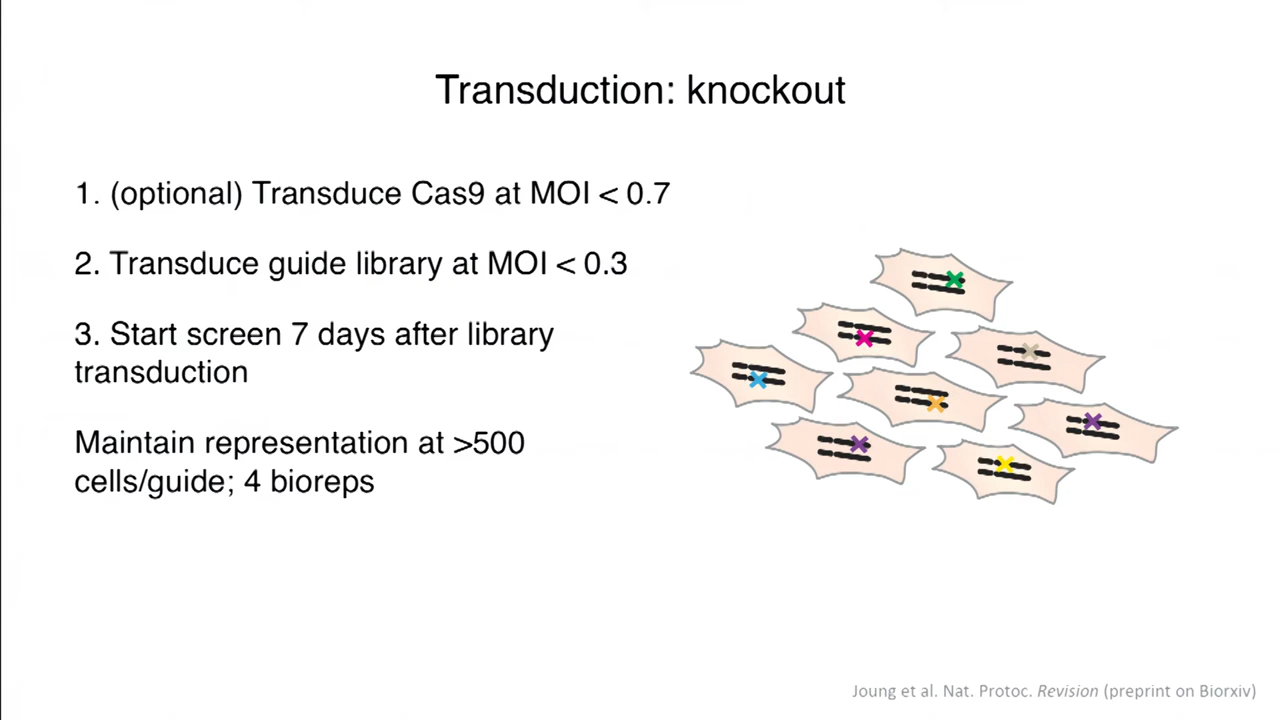 Transduction: knockout
1. (optional) Transduce Cas9 at MOI < 0.7
2. Transduce guide library at MOI < 0.3
3. Start screen 7 days after library
transduction
Maintain representation at >500
cells/guide; 4 bioreps
Joung et al. Nat. Protoc. Revision (preprint on Biorxiv)